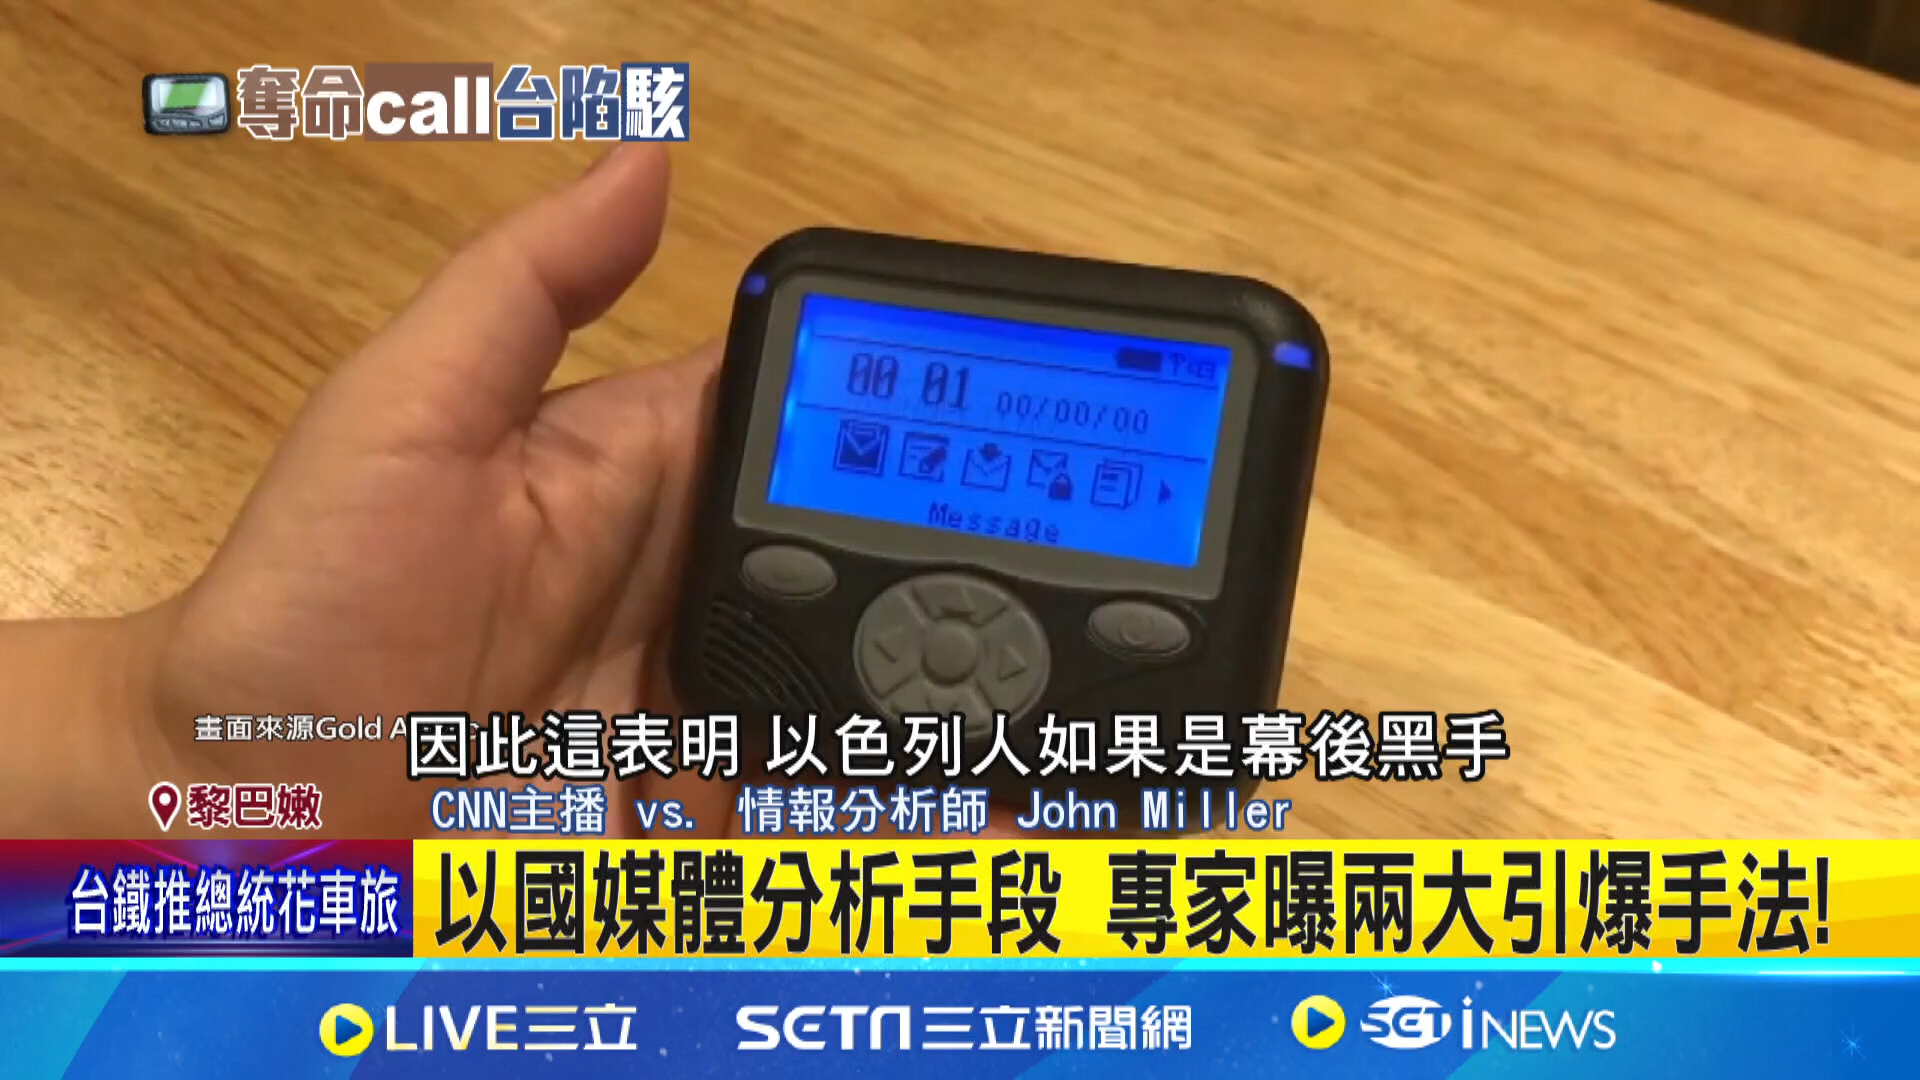 奪命call台陷駭
00 01 00/00/00
Message
畫面來源Gold A
因此這表明 以色列人如果是幕後黑手
黎巴嫩
CNN主播 vs. 情報分析師 John Miller
台鐵推總統花車旅
以國媒體分析手段 專家曝兩大引爆手法!
LIVE三立 SETN三立新聞網 SET iNEWS